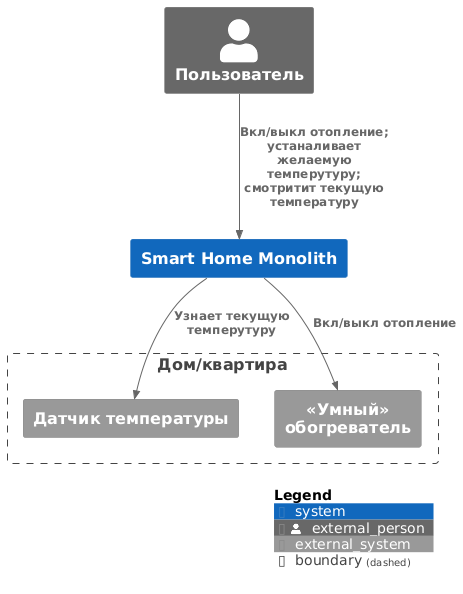 Пользователь
Вкл/выкл отопление;
устаналивает
желаемую
темперутуру;
смотритит текущую
температуру
Smart Home Monolith
Узнает текущую
темперутуру
Вкл/выкл отопление
Дом/квартира
Датчик температуры
«Умный»
обогреватель
Legend
system
external_person
external_system
boundary (dashed)